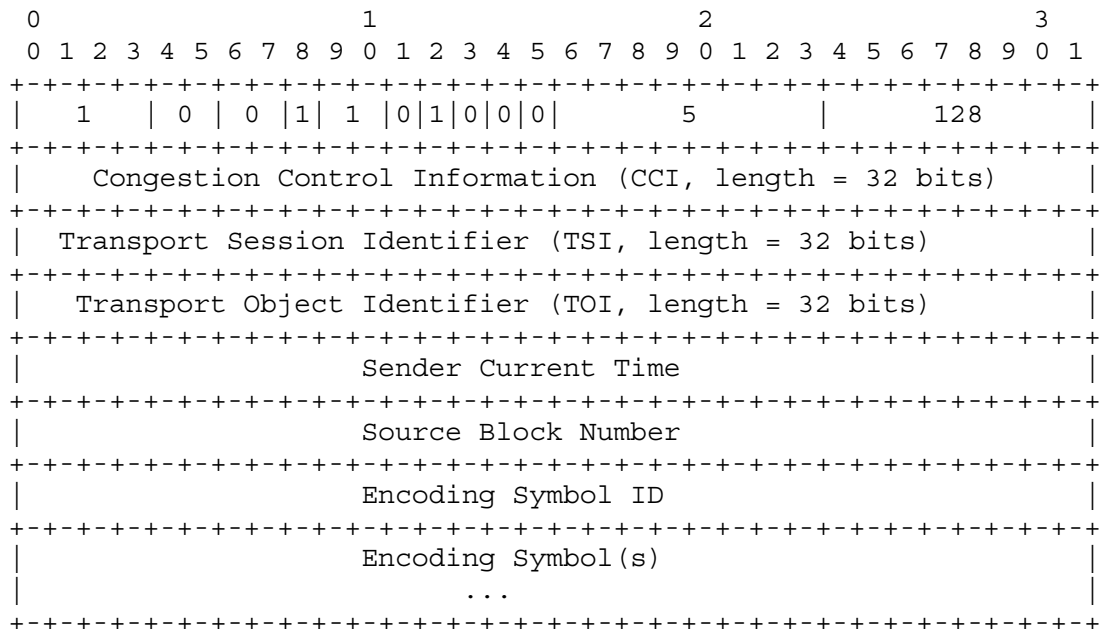 0                   1                   2                   3
 0 1 2 3 4 5 6 7 8 9 0 1 2 3 4 5 6 7 8 9 0 1 2 3 4 5 6 7 8 9 0 1
+-+-+-+-+-+-+-+-+-+-+-+-+-+-+-+-+-+-+-+-+-+-+-+-+-+-+-+-+-+-+-+-+
|   1   | 0 | 0 |1| 1 |0|1|0|0|0|       5       |      128      |
+-+-+-+-+-+-+-+-+-+-+-+-+-+-+-+-+-+-+-+-+-+-+-+-+-+-+-+-+-+-+-+-+
|    Congestion Control Information (CCI, length = 32 bits)     |
+-+-+-+-+-+-+-+-+-+-+-+-+-+-+-+-+-+-+-+-+-+-+-+-+-+-+-+-+-+-+-+-+
|  Transport Session Identifier (TSI, length = 32 bits)         |
+-+-+-+-+-+-+-+-+-+-+-+-+-+-+-+-+-+-+-+-+-+-+-+-+-+-+-+-+-+-+-+-+
|   Transport Object Identifier (TOI, length = 32 bits)         |
+-+-+-+-+-+-+-+-+-+-+-+-+-+-+-+-+-+-+-+-+-+-+-+-+-+-+-+-+-+-+-+-+
|                    Sender Current Time                        |
+-+-+-+-+-+-+-+-+-+-+-+-+-+-+-+-+-+-+-+-+-+-+-+-+-+-+-+-+-+-+-+-+
|                    Source Block Number                        |
+-+-+-+-+-+-+-+-+-+-+-+-+-+-+-+-+-+-+-+-+-+-+-+-+-+-+-+-+-+-+-+-+
|                    Encoding Symbol ID                         |
+-+-+-+-+-+-+-+-+-+-+-+-+-+-+-+-+-+-+-+-+-+-+-+-+-+-+-+-+-+-+-+-+
|                    Encoding Symbol(s)                         |
|                          ...                                  |
+-+-+-+-+-+-+-+-+-+-+-+-+-+-+-+-+-+-+-+-+-+-+-+-+-+-+-+-+-+-+-+-+